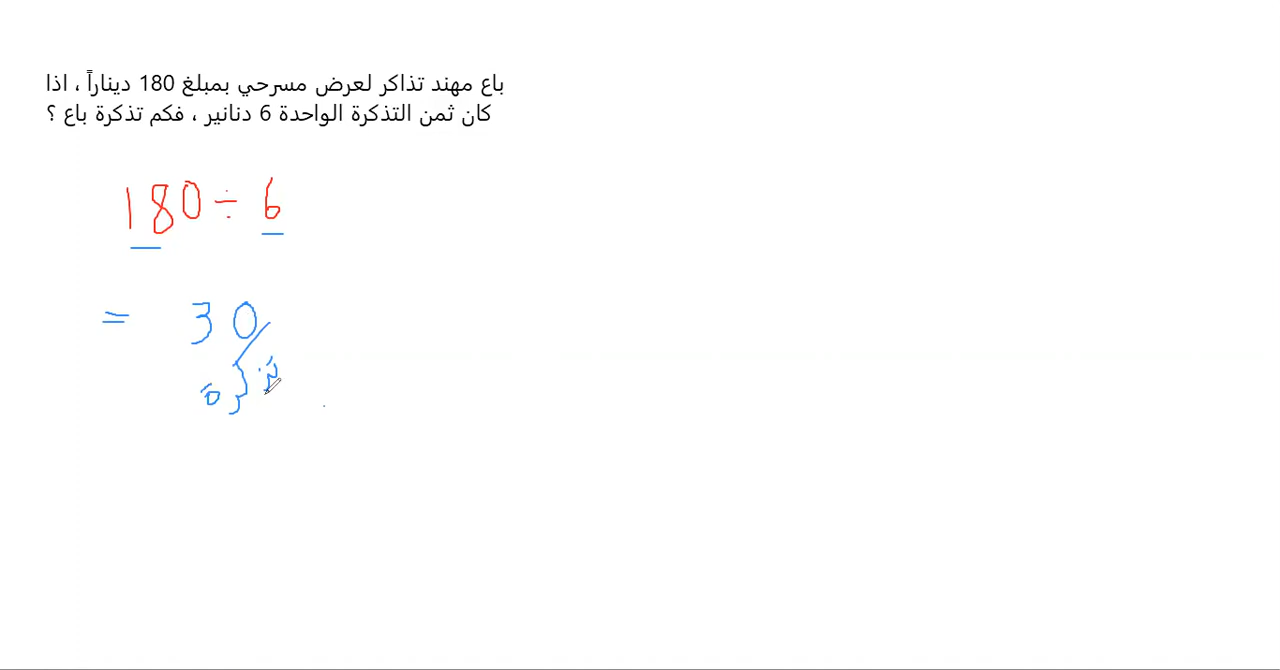 باع مهند تذاكر لعرض مسرحي بمبلغ 180 ديناراً ، اذا
كان ثمن التذكرة الواحدة 6 دنانير ، فكم تذكرة باع ؟
180 ÷ 6
= 30